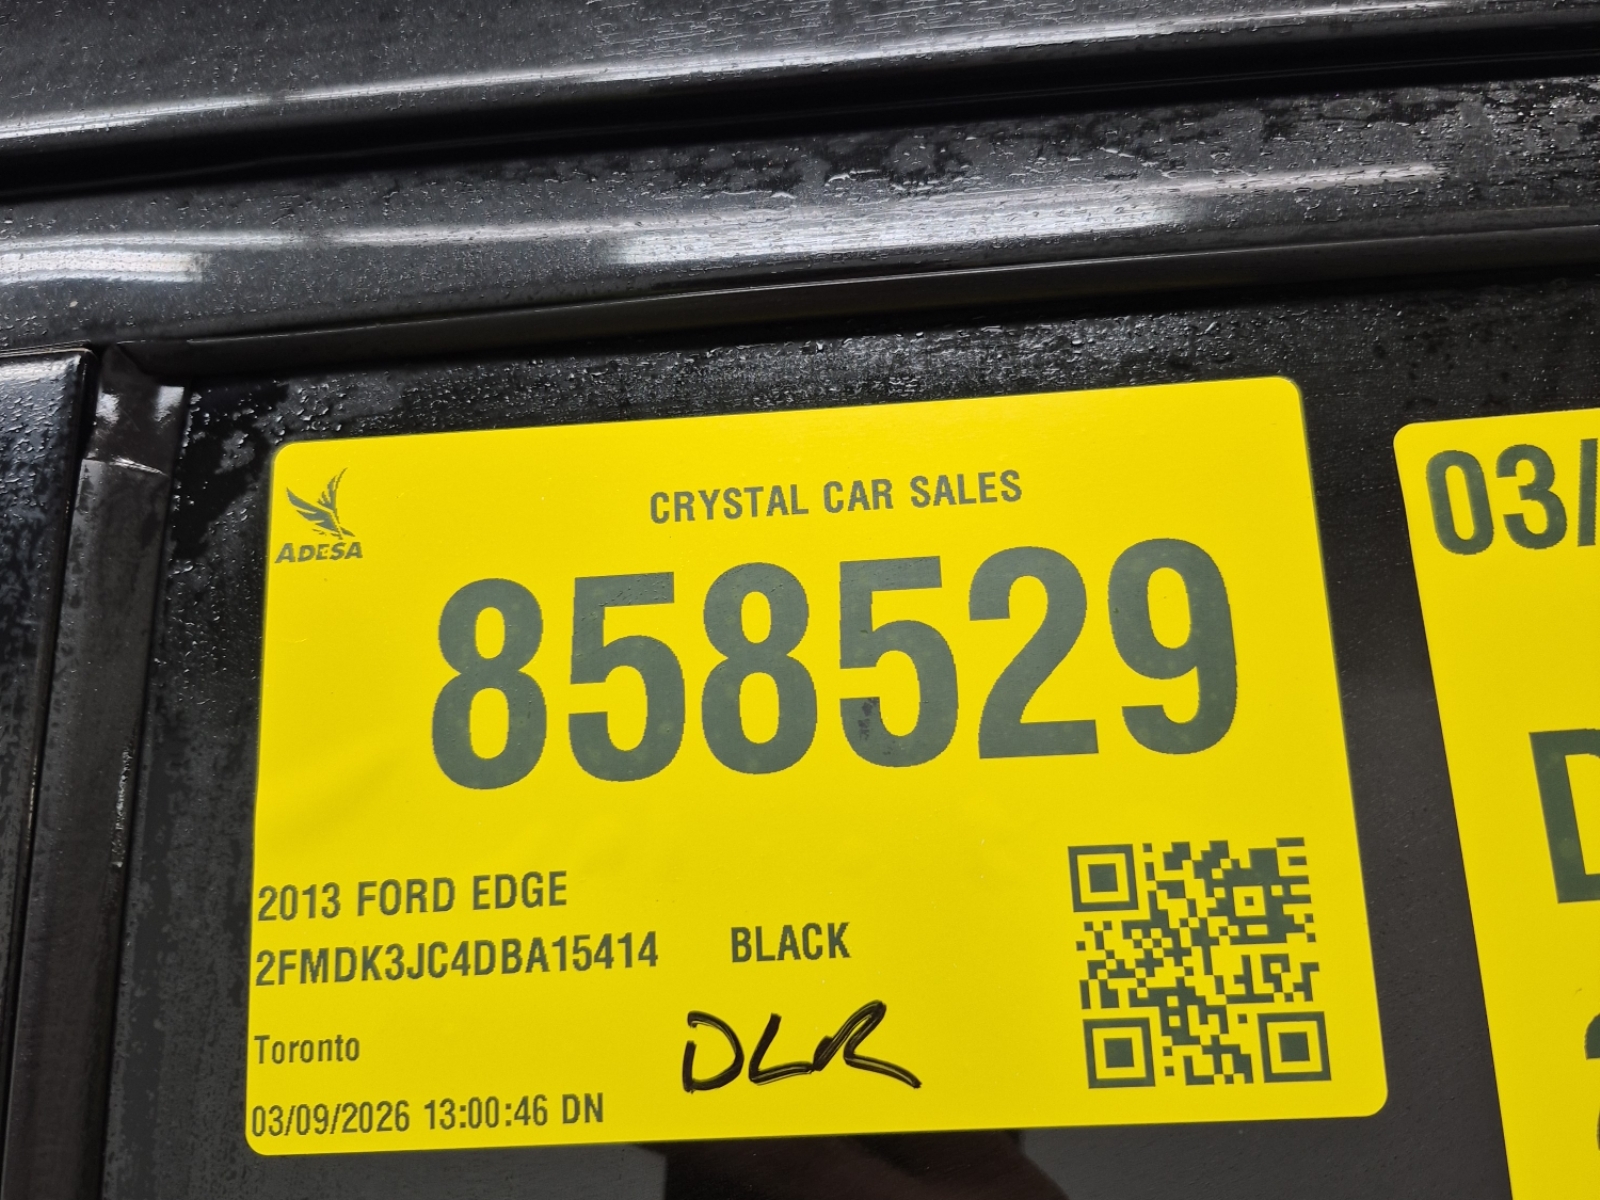 ADESA
CRYSTAL CAR SALES
858529
2013 FORD EDGE
2FMDK3JC4DBA15414 BLACK
Toronto
DLR
03/09/2026 13:00:46 DN
03/